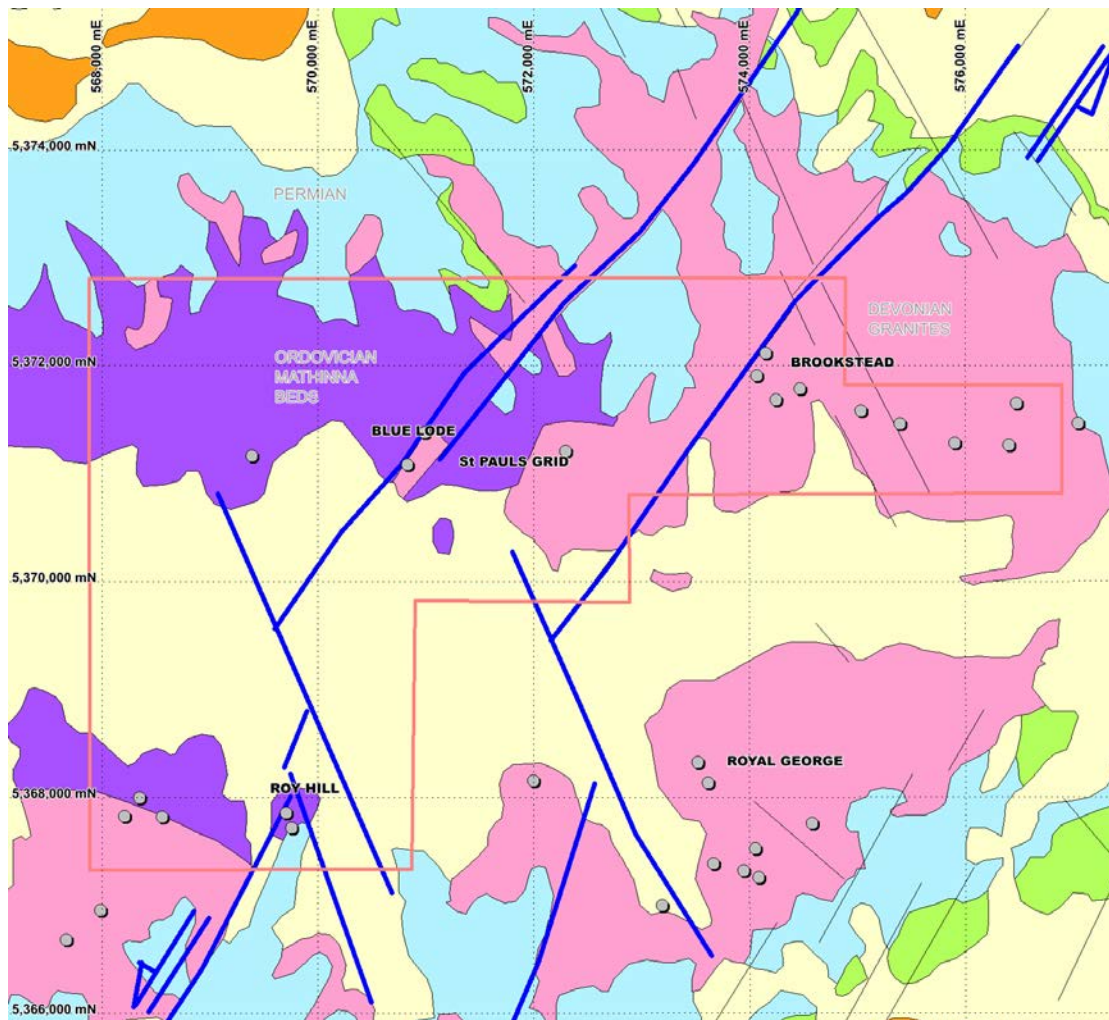 568,000 mE
570,000 mE
572,000 mE
574,000 mE
576,000 mE
5,374,000 mN
PERMIAN
DEVONIAN
GRANITES
5,372,000 mN
ORDOVICIAN
MATHINNA
BEDS
BROOKSTEAD
BLUE LODE
St PAULS GRID
5,370,000 mN
ROYAL GEORGE
5,368,000 mN
ROY HILL
5,366,000 mN